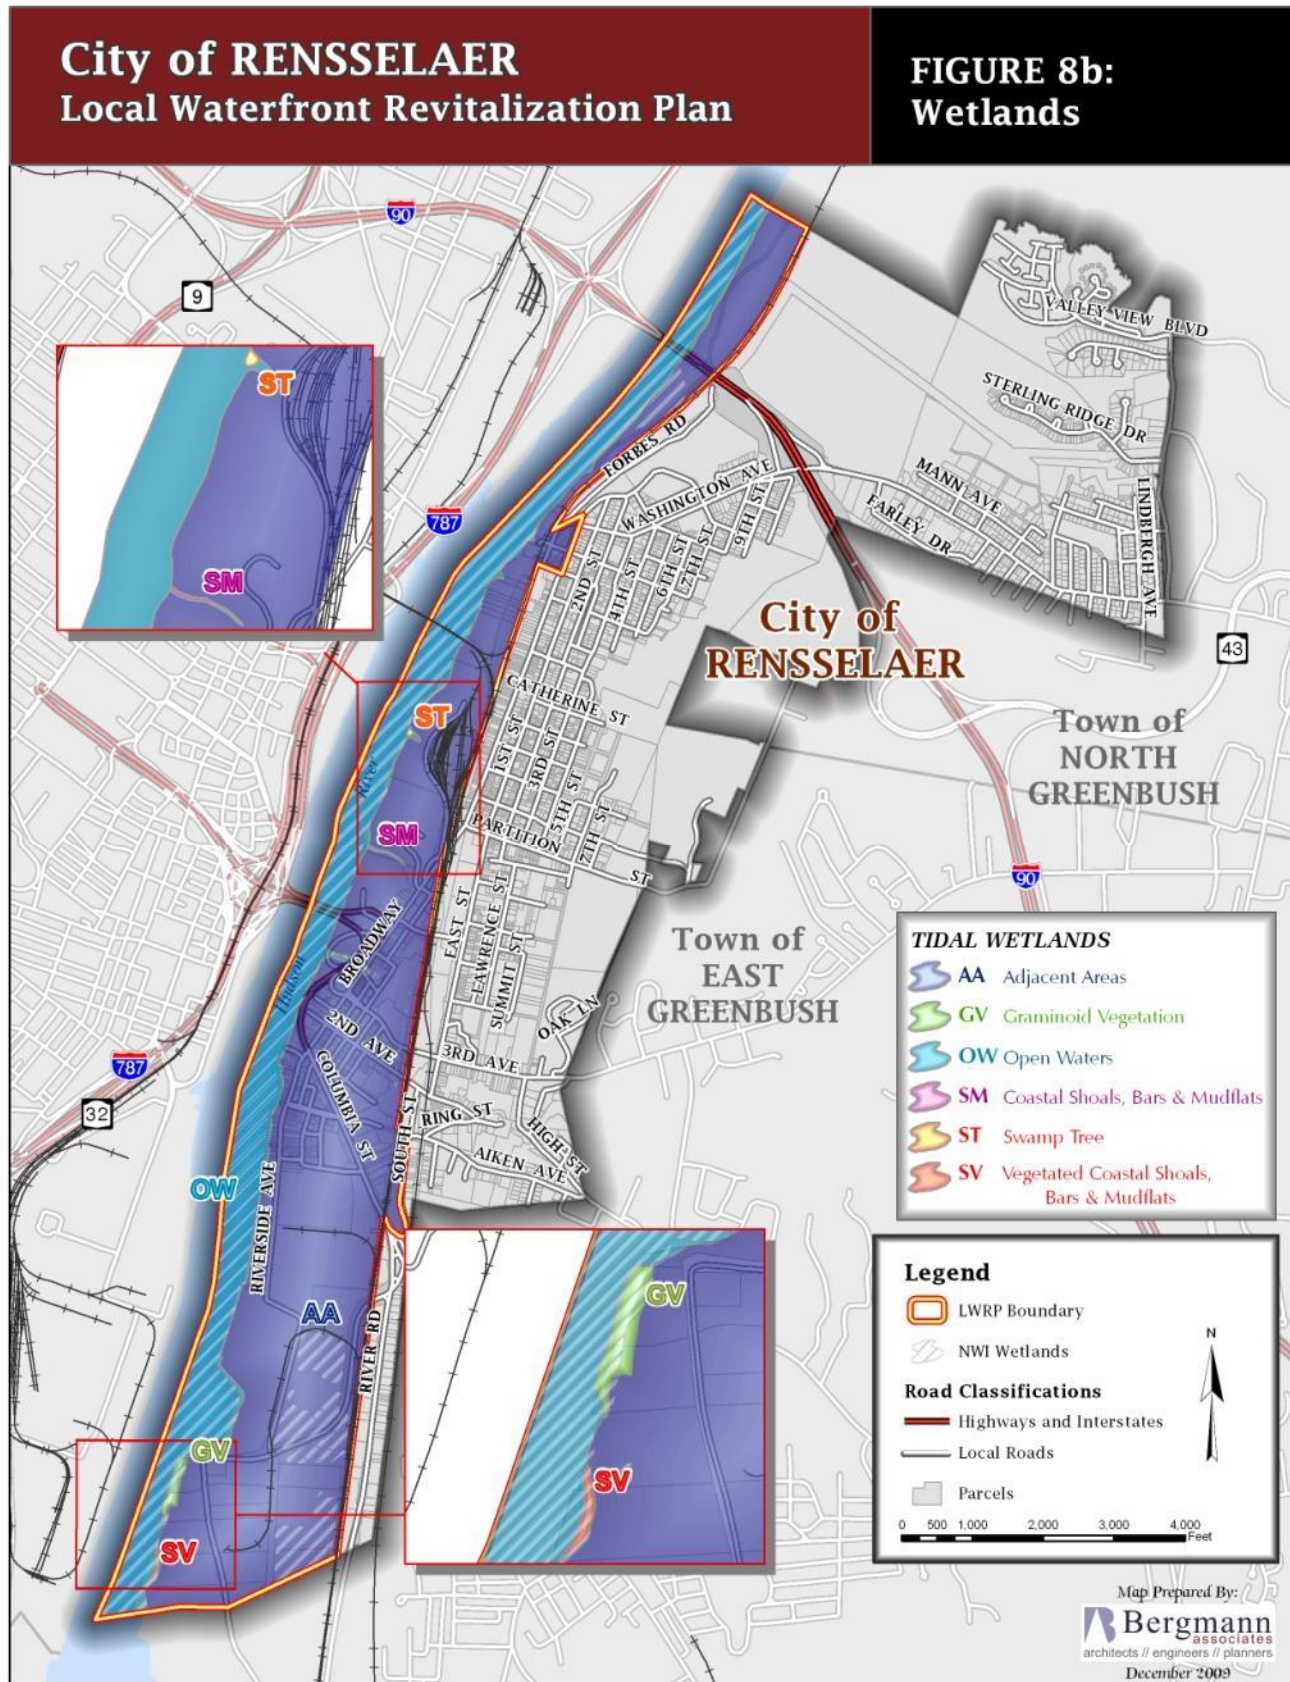 City of RENSSELAER
Local Waterfront Revitalization Plan
FIGURE 8b:
Wetlands
90
9
VALLEY VIEW BLVD
STERLING RIDGE DR
MANN AVE
FARLEY DR
LINDBERGH AVE
FORBES RD
WASHINGTON AVE
9TH ST
7TH ST
6TH ST
4TH ST
2ND ST
787
ST
SM
City of
RENSSELAER
43
Town of
NORTH
GREENBUSH
CATHERINE ST
ST
River
1ST ST
3RD ST
5TH ST
7TH ST
SM
PARTITION ST
90
BROADWAY
EAST ST
LAWRENCE ST
SUMMIT ST
Town of
EAST
GREENBUSH
Hudson
OAK LN
2ND AVE
3RD AVE
COLUMBIA ST
787
32
RING ST
HIGH ST
AIKEN AVE
SOUTH ST
OW
RIVERSIDE AVE
AA
RIVER RD
GV
SV
GV
SV
TIDAL WETLANDS
AA Adjacent Areas
GV Graminoid Vegetation
OW Open Waters
SM Coastal Shoals, Bars & Mudflats
ST Swamp Tree
SV Vegetated Coastal Shoals,
Bars & Mudflats
Legend
LWRP Boundary
NWI Wetlands
Road Classifications
Highways and Interstates
Local Roads
Parcels
N
0 500 1,000 2,000 3,000 4,000
Feet
Map Prepared By:
Bergmann
associates
architects // engineers // planners
December 2009